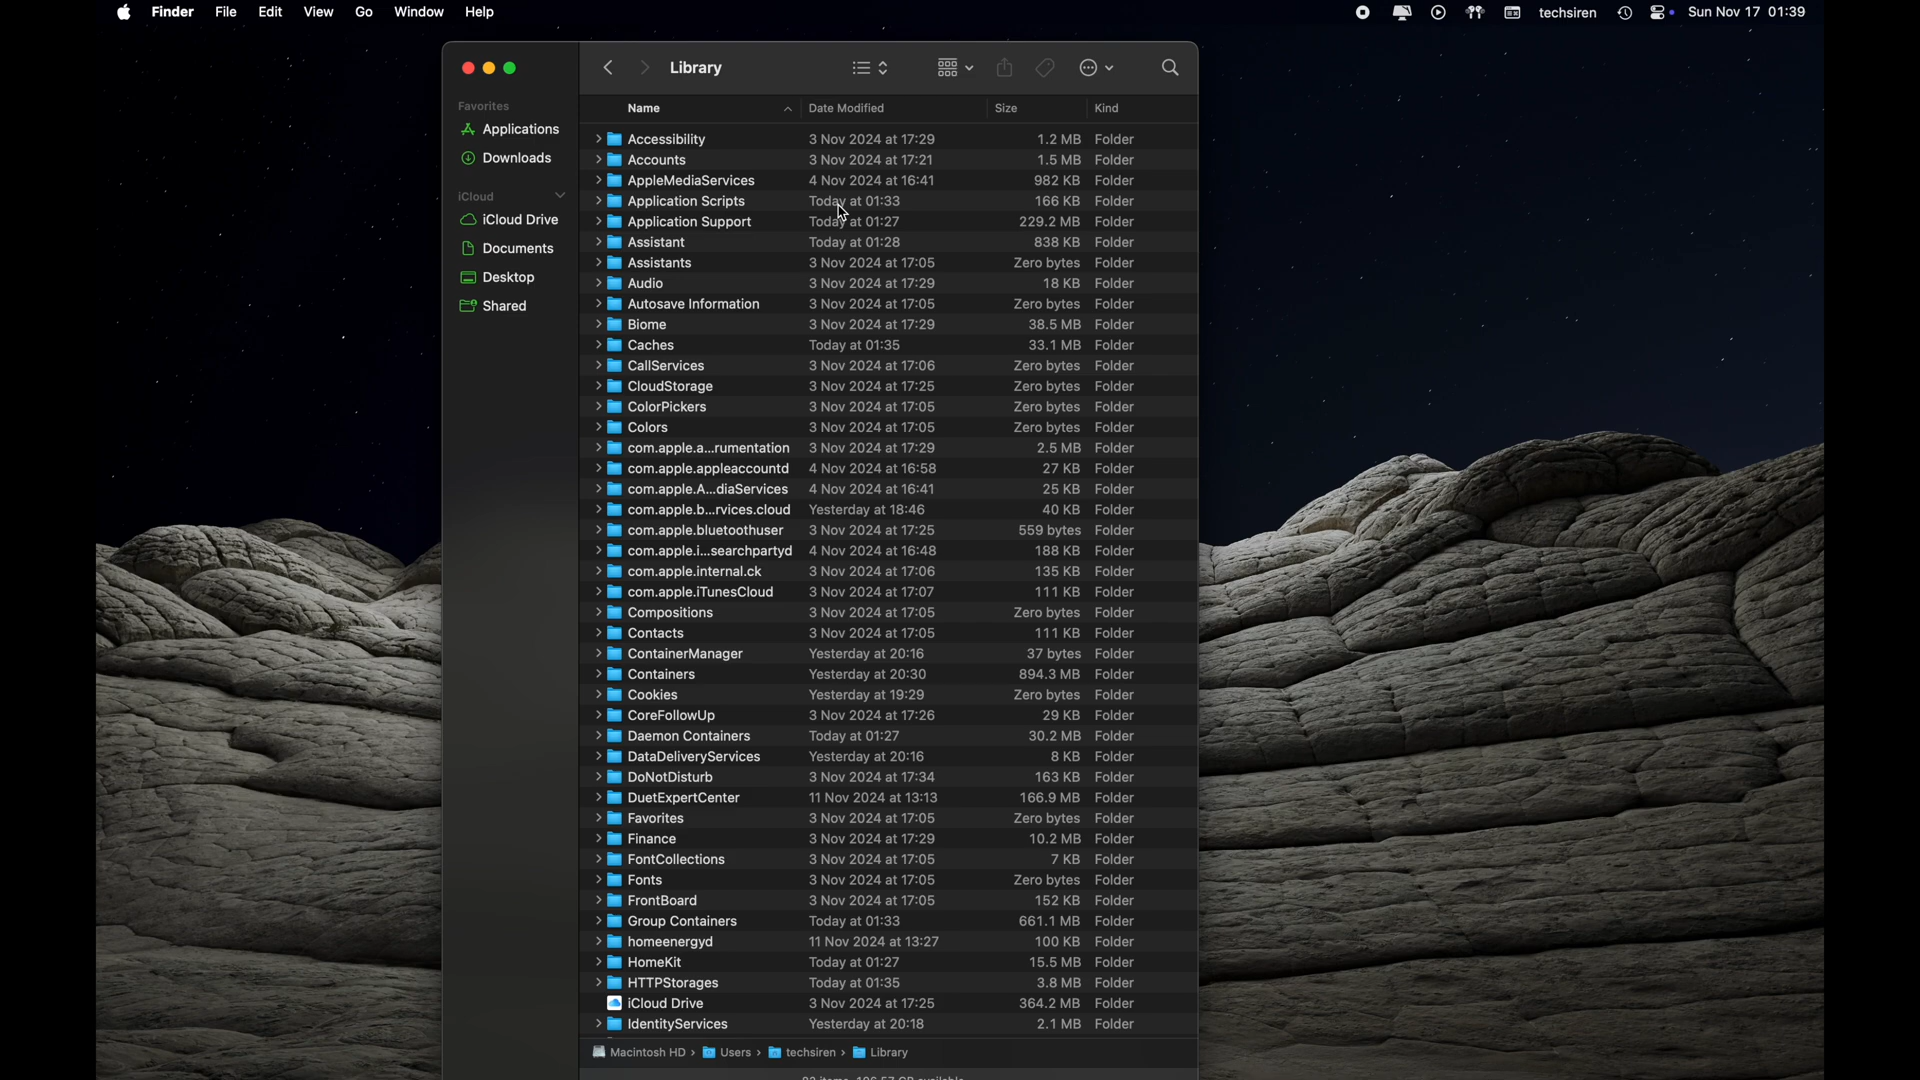 Finder File Edit View Go Window Help techsiren Sun Nov 17 01:39
Library
Name Date Modified Size Kind
Favorites
Applications
Downloads
iCloud
iCloud Drive
Documents
Desktop
Shared
Accessibility 3 Nov 2024 at 17:29 1.2 MB Folder
Accounts 3 Nov 2024 at 17:21 1.5 MB Folder
AppleMediaServices 4 Nov 2024 at 16:41 982 KB Folder
Application Scripts Today at 01:33 166 KB Folder
Application Support Today at 01:27 229.2 MB Folder
Assistant Today at 01:28 838 KB Folder
Assistants 3 Nov 2024 at 17:05 Zero bytes Folder
Audio 3 Nov 2024 at 17:29 18 KB Folder
Autosave Information 3 Nov 2024 at 17:05 Zero bytes Folder
Biome 3 Nov 2024 at 17:29 38.5 MB Folder
Caches Today at 01:35 33.1 MB Folder
CallServices 3 Nov 2024 at 17:06 Zero bytes Folder
CloudStorage 3 Nov 2024 at 17:25 Zero bytes Folder
ColorPickers 3 Nov 2024 at 17:05 Zero bytes Folder
Colors 3 Nov 2024 at 17:05 Zero bytes Folder
com.apple.a...rumentation 3 Nov 2024 at 17:29 2.5 MB Folder
com.apple.appleaccountd 4 Nov 2024 at 16:58 27 KB Folder
com.apple.A...diaServices 4 Nov 2024 at 16:41 25 KB Folder
com.apple.b...rvices.cloud Yesterday at 18:46 40 KB Folder
com.apple.bluetoothuser 3 Nov 2024 at 17:25 559 bytes Folder
com.apple.i...searchpartyd 4 Nov 2024 at 16:48 188 KB Folder
com.apple.internal.ck 3 Nov 2024 at 17:06 135 KB Folder
com.apple.iTunesCloud 3 Nov 2024 at 17:07 111 KB Folder
Compositions 3 Nov 2024 at 17:05 Zero bytes Folder
Contacts 3 Nov 2024 at 17:05 111 KB Folder
ContainerManager Yesterday at 20:16 37 bytes Folder
Containers Yesterday at 20:30 894.3 MB Folder
Cookies Yesterday at 19:29 Zero bytes Folder
CoreFollowUp 3 Nov 2024 at 17:26 29 KB Folder
Daemon Containers Today at 01:27 30.2 MB Folder
DataDeliveryServices Yesterday at 20:16 8 KB Folder
DoNotDisturb 3 Nov 2024 at 17:34 163 KB Folder
DuetExpertCenter 11 Nov 2024 at 13:13 166.9 MB Folder
Favorites 3 Nov 2024 at 17:05 Zero bytes Folder
Finance 3 Nov 2024 at 17:29 10.2 MB Folder
FontCollections 3 Nov 2024 at 17:05 7 KB Folder
Fonts 3 Nov 2024 at 17:05 Zero bytes Folder
FrontBoard 3 Nov 2024 at 17:05 152 KB Folder
Group Containers Today at 01:33 661.1 MB Folder
homeenergyd 11 Nov 2024 at 13:27 100 KB Folder
HomeKit Today at 01:27 15.5 MB Folder
HTTPStorages Today at 01:35 3.8 MB Folder
iCloud Drive 3 Nov 2024 at 17:25 364.2 MB Folder
IdentityServices Yesterday at 20:18 2.1 MB Folder
Macintosh HD › Users › techsiren › Library